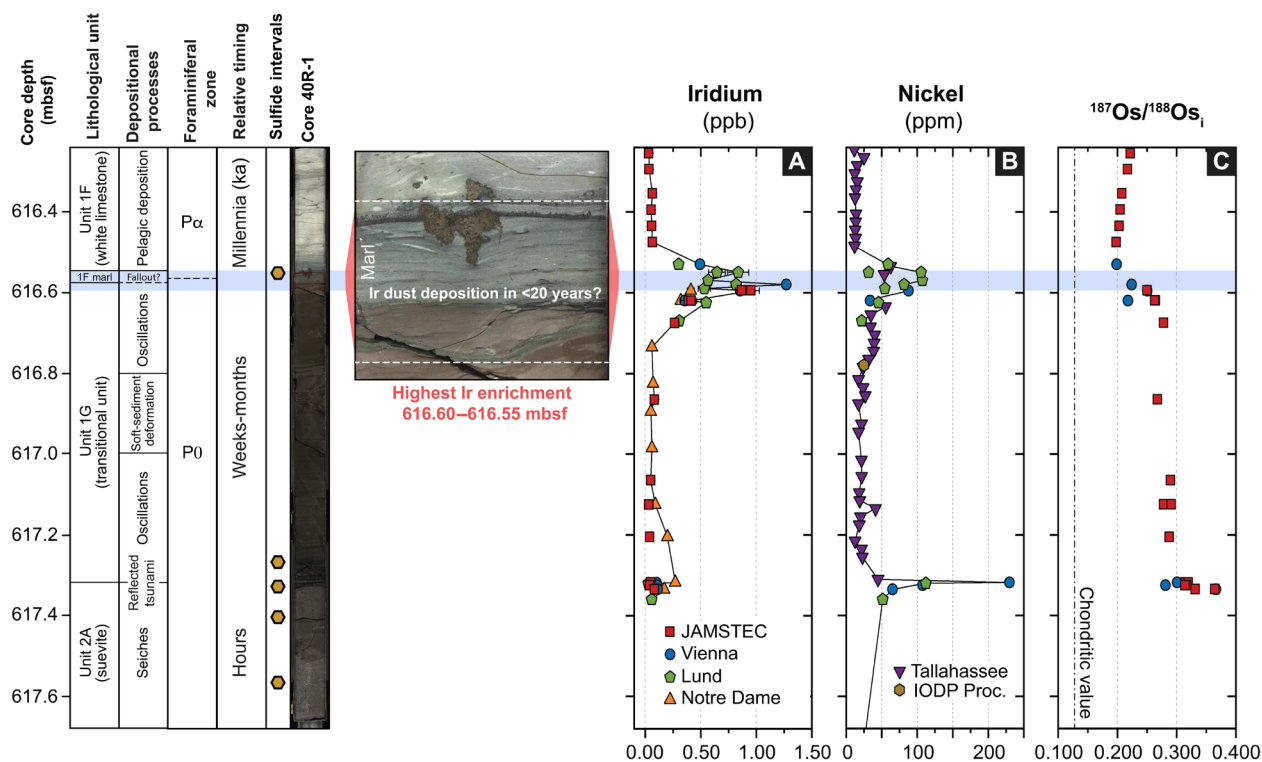 Core depth
(mbsf)
Lithological unit
Depositional
processes
Foraminiferal
zone
Relative timing
Sulfide intervals
Core 40R-1
616.4
616.6
616.8
617.0
617.2
617.4
617.6
Unit 1F
(white limestone)
1F marl
Unit 1G
(transitional unit)
Unit 2A
(suevite)
Pelagic deposition
Fallout?
Oscillations
Soft-sediment
deformation
Oscillations
Reflected
tsunami
Seiches
Pα
P0
Millennia (ka)
Weeks-months
Hours
Marl
Ir dust deposition in <20 years?
Highest Ir enrichment
616.60–616.55 mbsf
Iridium
(ppb)
A
JAMSTEC
Vienna
Lund
Notre Dame
0.00
0.50
1.00
1.50
Nickel
(ppm)
B
Tallahassee
IODP Proc.
0
100
200
187Os/188Osi
C
Chondritic value
0.100
0.200
0.300
0.400